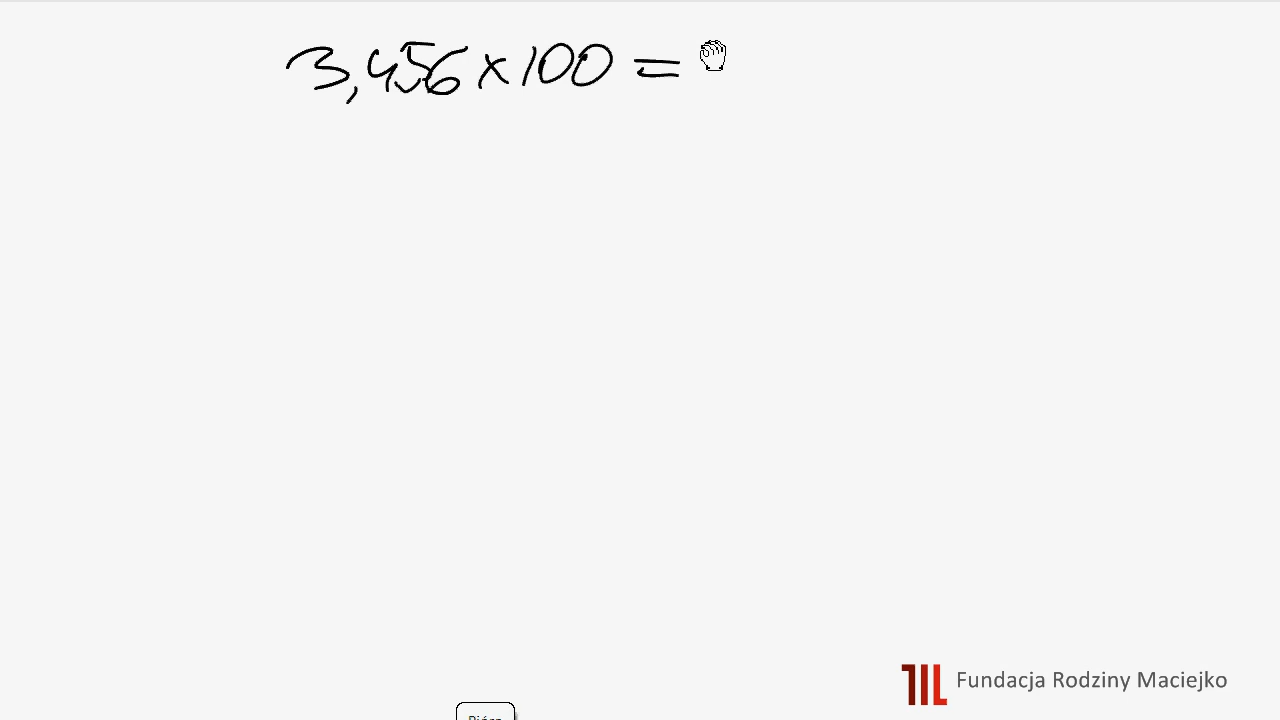 3,456 x 100 =
Fundacja Rodziny Maciejko